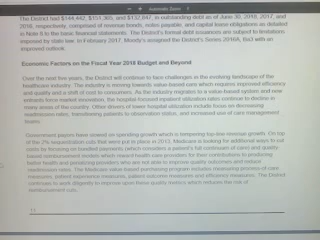 The District had $144,442, $151,365, and $132,847, in outstanding debt as of June 30, 2018, 2017, and
2016, respectively, comprised of revenue bonds, notes payable, and capital lease obligations as detailed
in Note 8 to the basic financial statements. The District's formal debt issuances are subject to limitations
imposed by state law. In February 2017, Moody's assigned the District's Series 2016A, Ba3 with an
improved outlook.
Economic Factors on the Fiscal Year 2018 Budget and Beyond
Over the next five years, the District will continue to face challenges in the evolving landscape of the
healthcare industry. The industry is moving towards value-based care which requires improved efficiency
and quality and a shift of cost to consumers. As the industry migrates to a value-based system and new
entrants force market transition, the hospital-focused inpatient utilization rates continue to decline in
many areas of the country. Other drivers of lower hospital utilization include focus on decreasing
readmission rates, transitioning patients to observation status, and increased use of care management
teams.
Government payers have slowed on spending growth which is tempering top-line revenue growth. On top
of the 2% sequestration cuts that were put in place in 2013, Medicare is looking for additional ways to cut
costs by focusing on bundled payments (which considers a patient's full continuum of care) and quality
based reimbursement models which reward health care providers for their contributions to producing
better health and penalizing providers who are not able to improve quality outcomes and reduce
readmission rates. The Medicare value based purchasing program includes measuring process of care
measures, patient experience measures, patient outcome measures and efficiency measures. The District
continues to work diligently to improve upon these quality metrics which reduces the risk of
reimbursement cuts.